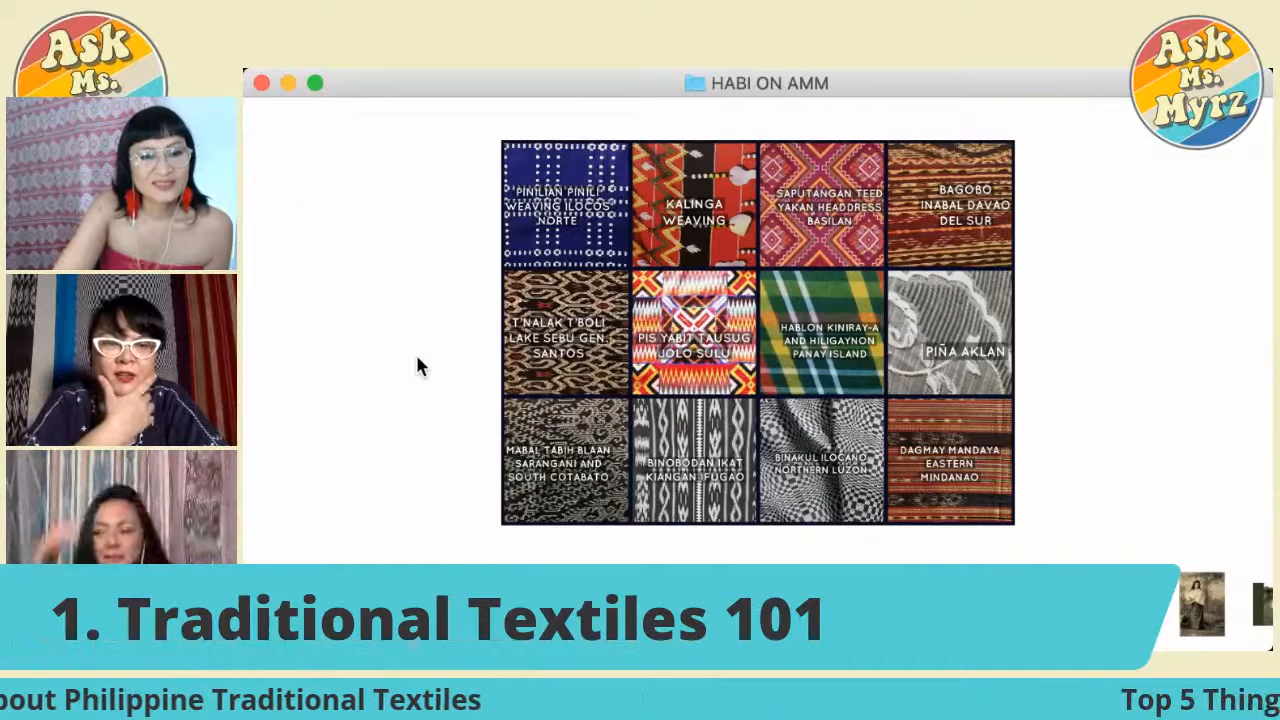 Ask
Ms.
HABI ON AMM
Ask
Ms.
Myrz
PINILIAN PINILI
WEAVING ILOCOS
NORTE
KALINGA
WEAVING
SAPUTANGAN TEED
YAKAN HEADDRESS
BASILAN
BAGOBO
INABAL DAVAO
DEL SUR
T'NALAK T'BOLI
LAKE SEBU GEN.
SANTOS
PIS YABIT TAUSUG
JOLO SULU
HABLON KINIRAY-A
AND HILIGAYNON
PANAY ISLAND
PIÑA AKLAN
MABAL TABIH BLAAN
SARANGANI AND
SOUTH COTABATO
BINOBODAN IKAT
KIANGAN IFUGAO
BINAKUL ILOCANO
NORTHERN LUZON
DAGMAY MANDAYA
EASTERN
MINDANAO
1. Traditional Textiles 101
bout Philippine Traditional Textiles
Top 5 Thing